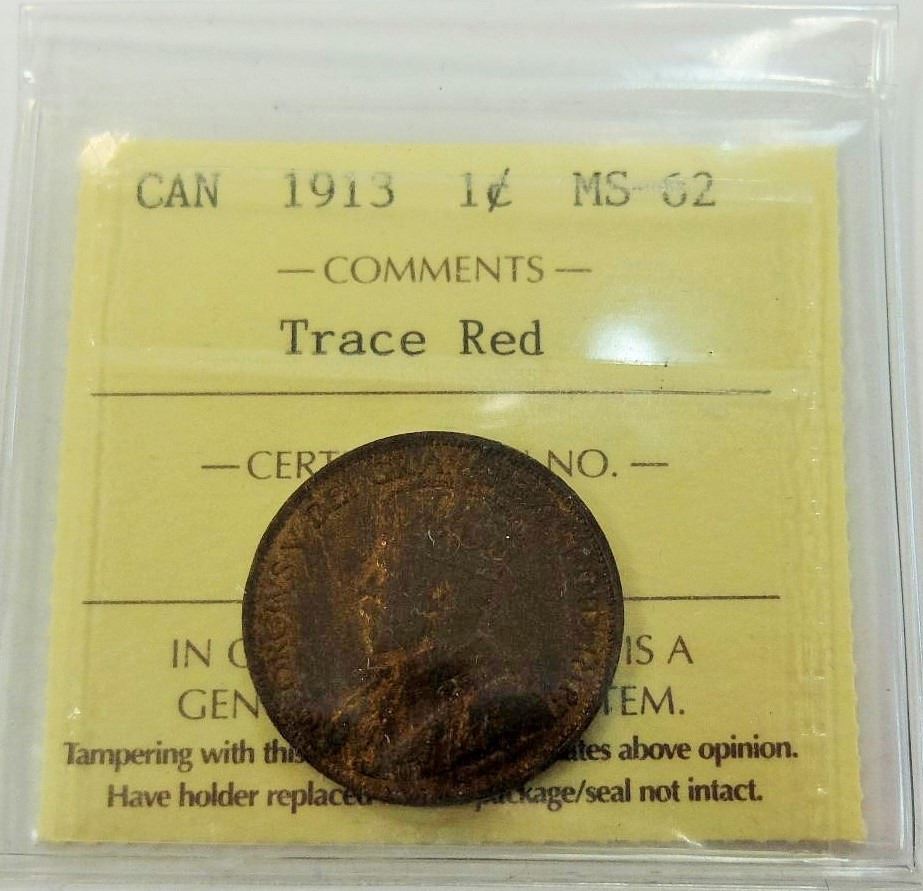 CAN 1913 1¢ MS-62
— COMMENTS —
Trace Red
— CERT NO. —
IN IS A
GEN TEM.
Tampering with this ates above opinion.
Have holder replaced package/seal not intact.